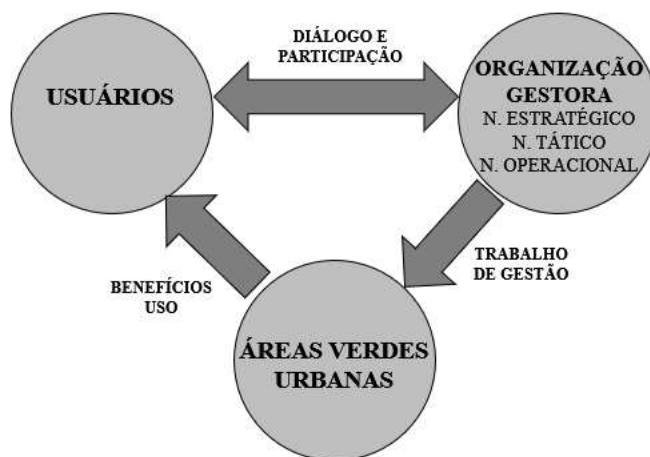 DIÁLOGO E
PARTICIPAÇÃO
USUÁRIOS
ORGANIZAÇÃO
GESTORA
N. ESTRATÉGICO
N. TÁTICO
N. OPERACIONAL
TRABALHO
DE GESTÃO
BENEFÍCIOS
USO
ÁREAS VERDES
URBANAS